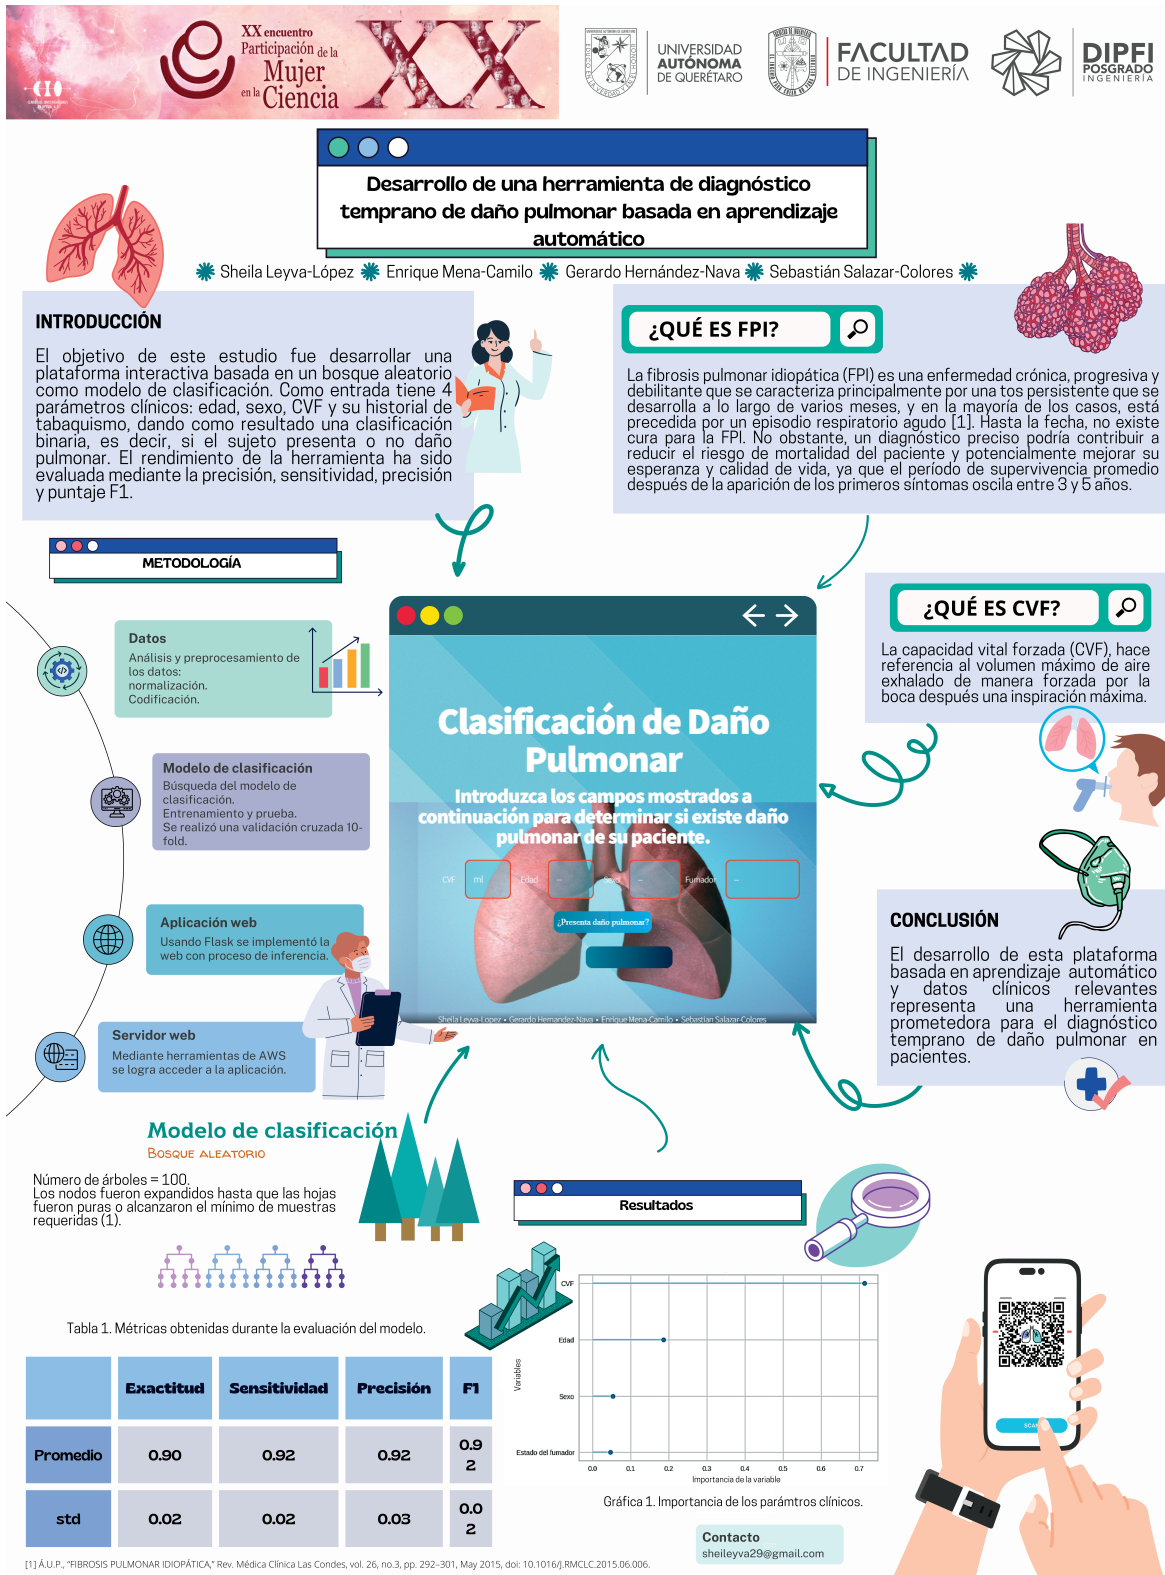 XX encuentro
Participación de la
Mujer
en la Ciencia
XX
UNIVERSIDAD
AUTÓNOMA
DE QUERÉTARO
FACULTAD
DE INGENIERÍA
DIPFI
POSGRADO
INGENIERÍA
Desarrollo de una herramienta de diagnóstico
temprano de daño pulmonar basada en aprendizaje
automático
Sheila Leyva-López Enrique Mena-Camilo Gerardo Hernández-Nava Sebastián Salazar-Colores
INTRODUCCIÓN
El objetivo de este estudio fue desarrollar una
plataforma interactiva basada en un bosque aleatorio
como modelo de clasificación. Como entrada tiene 4
parámetros clínicos: edad, sexo, CVF y su historial de
tabaquismo, dando como resultado una clasificación
binaria, es decir, si el sujeto presenta o no daño
pulmonar. El rendimiento de la herramienta ha sido
evaluada mediante la precisión, sensitividad, precisión
y puntaje F1.
¿QUÉ ES FPI?
La fibrosis pulmonar idiopática (FPI) es una enfermedad crónica, progresiva y
debilitante que se caracteriza principalmente por una tos persistente que se
desarrolla a lo largo de varios meses, y en la mayoría de los casos, está
precedida por un episodio respiratorio agudo [1]. Hasta la fecha, no existe
cura para la FPI. No obstante, un diagnóstico preciso podría contribuir a
reducir el riesgo de mortalidad del paciente y potencialmente mejorar su
esperanza y calidad de vida, ya que el período de supervivencia promedio
después de la aparición de los primeros síntomas oscila entre 3 y 5 años.
METODOLOGÍA
Datos
Análisis y preprocesamiento de
los datos:
normalización.
Codificación.
Modelo de clasificación
Búsqueda del modelo de
clasificación.
Entrenamiento y prueba.
Se realizó una validación cruzada 10-
fold.
Aplicación web
Usando Flask se implementó la
web con proceso de inferencia.
Servidor web
Mediante herramientas de AWS
se logra acceder a la aplicación.
Clasificación de Daño
Pulmonar
Introduzca los campos mostrados a
continuación para determinar si existe daño
pulmonar de su paciente.
CVF ml Edad -- Sexo -- Fumador --
¿Presenta daño pulmonar?
Sheila Leyva-Lopez • Gerardo Hernandez-Nava • Enrique Mena-Camilo • Sebastian Salazar-Colores
¿QUÉ ES CVF?
La capacidad vital forzada (CVF), hace
referencia al volumen máximo de aire
exhalado de manera forzada por la
boca después una inspiración máxima.
CONCLUSIÓN
El desarrollo de esta plataforma
basada en aprendizaje automático
y datos clínicos relevantes
representa una herramienta
prometedora para el diagnóstico
temprano de daño pulmonar en
pacientes.
Modelo de clasificación
BOSQUE ALEATORIO
Número de árboles = 100.
Los nodos fueron expandidos hasta que las hojas
fueron puras o alcanzaron el mínimo de muestras
requeridas (1).
Tabla 1. Métricas obtenidas durante la evaluación del modelo.
Exactitud Sensitividad Precisión F1
Promedio 0.90 0.92 0.92 0.92
std 0.02 0.02 0.03 0.02
Resultados
CVF
Edad
Sexo
Estado del fumador
Variables
0.0 0.1 0.2 0.3 0.4 0.5 0.6 0.7
Importancia de la variable
Gráfica 1. Importancia de los parámtros clínicos.
SCAN
Contacto
sheileyva29@gmail.com
[1] Á.U.P., "FIBROSIS PULMONAR IDIOPÁTICA," Rev. Médica Clínica Las Condes, vol. 26, no.3, pp. 292–301, May 2015, doi: 10.1016/J.RMCLC.2015.06.006.